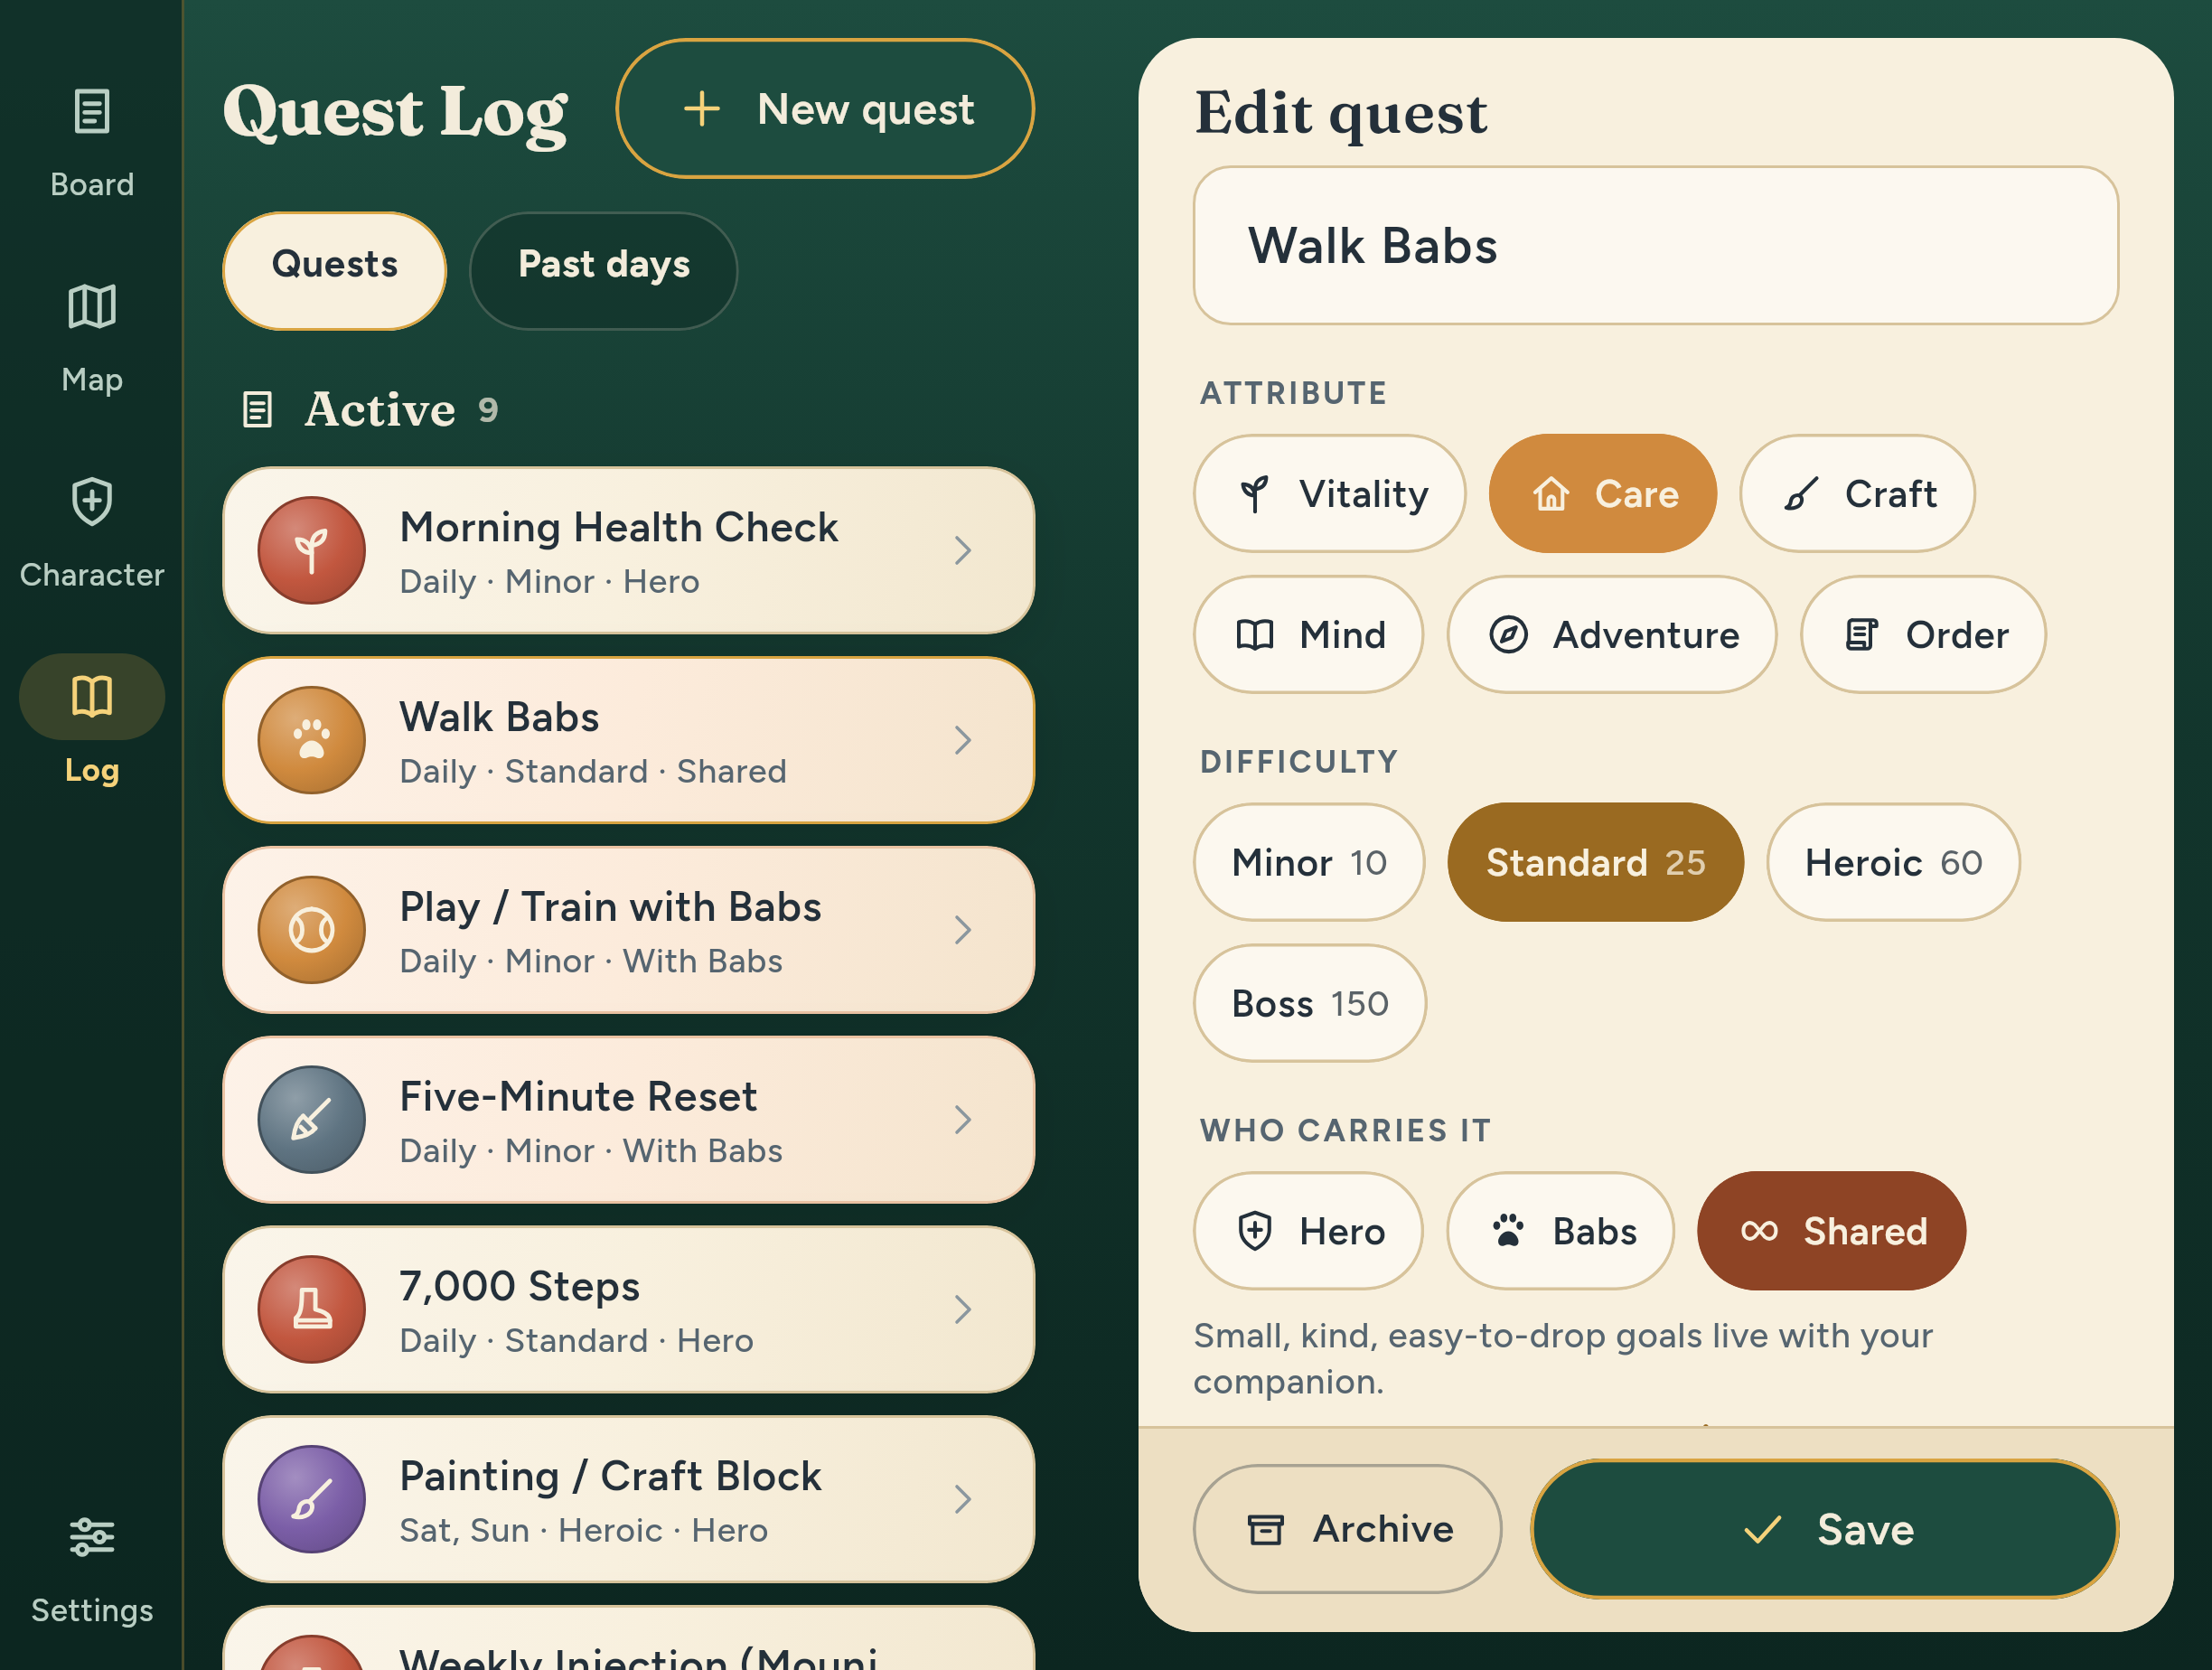 Board
Map
Character
Log
Settings
Quest Log
New quest
Quests
Past days
Active 9
Morning Health Check
Daily · Minor · Hero
Walk Babs
Daily · Standard · Shared
Play / Train with Babs
Daily · Minor · With Babs
Five-Minute Reset
Daily · Minor · With Babs
7,000 Steps
Daily · Standard · Hero
Painting / Craft Block
Sat, Sun · Heroic · Hero
Weekly Injection (Mounj
Edit quest
Walk Babs
ATTRIBUTE
Vitality
Care
Craft
Mind
Adventure
Order
DIFFICULTY
Minor 10
Standard 25
Heroic 60
Boss 150
WHO CARRIES IT
Hero
Babs
Shared
Small, kind, easy-to-drop goals live with your
companion.
Archive
Save